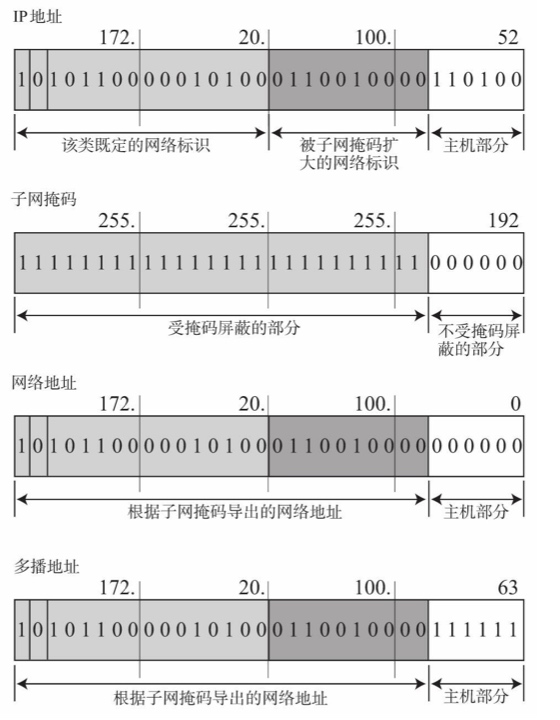 IP地址
172. 20. 100. 52
1 0 1 0 1 1 0 0 0 0 0 1 0 1 0 0 0 1 1 0 0 1 0 0 0 0 1 1 0 1 0 0
该类既定的网络标识 被子网掩码扩 主机部分
大的网络标识
子网掩码
255. 255. 255. 192
1 1 1 1 1 1 1 1 1 1 1 1 1 1 1 1 1 1 1 1 1 1 1 1 1 1 0 0 0 0 0 0
受掩码屏蔽的部分 不受掩码屏
蔽的部分
网络地址
172. 20. 100. 0
1 0 1 0 1 1 0 0 0 0 0 1 0 1 0 0 0 1 1 0 0 1 0 0 0 0 0 0 0 0 0 0
根据子网掩码导出的网络地址 主机部分
多播地址
172. 20. 100. 63
1 0 1 0 1 1 0 0 0 0 0 1 0 1 0 0 0 1 1 0 0 1 0 0 0 0 1 1 1 1 1 1
根据子网掩码导出的网络地址 主机部分